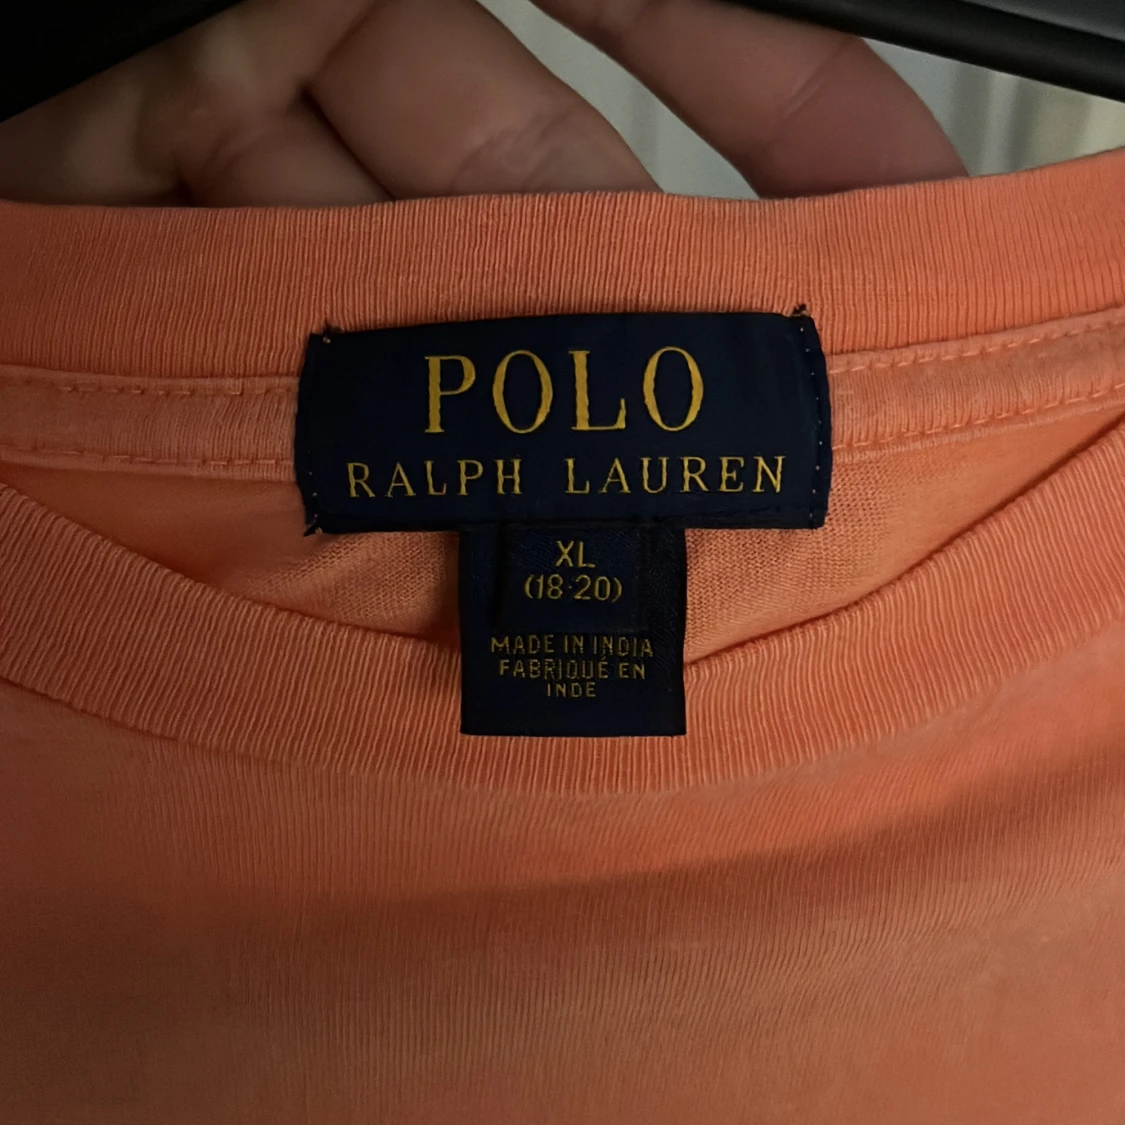 POLO
RALPH LAUREN
XL
(18-20)
MADE IN INDIA
FABRIQUÉ EN
INDE